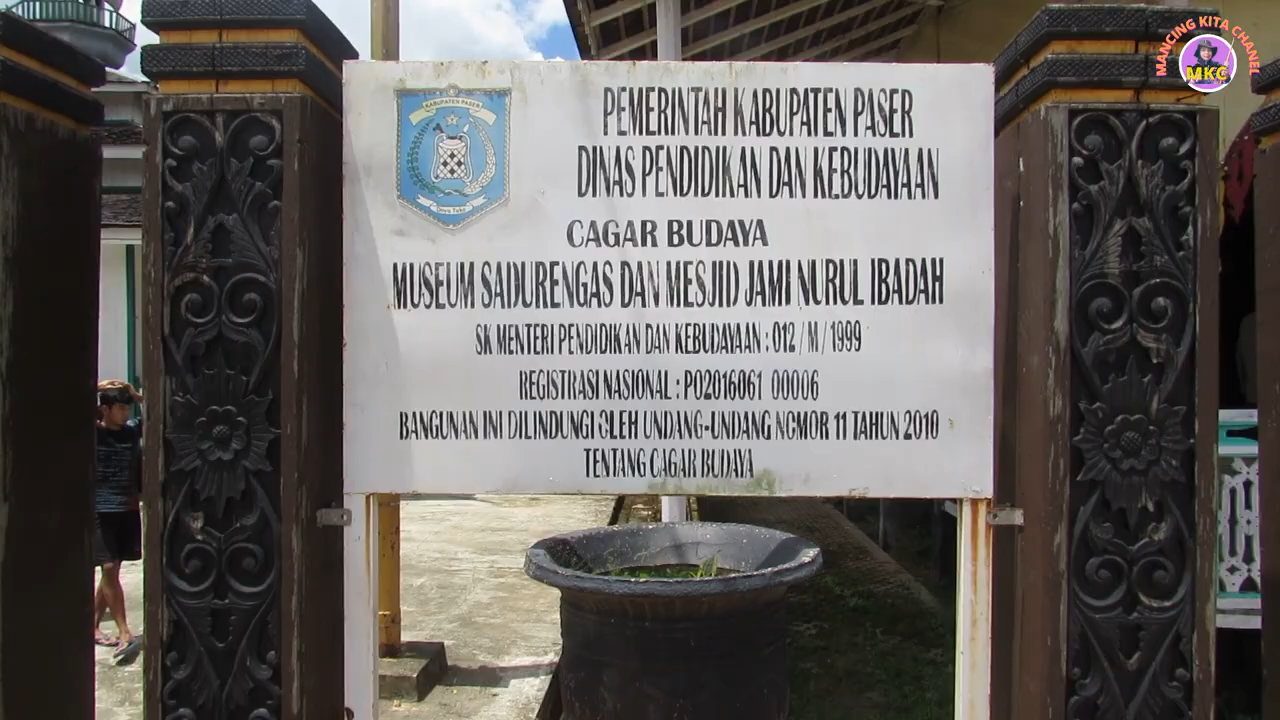 PEMERINTAH KABUPATEN PASER
DINAS PENDIDIKAN DAN KEBUDAYAAN
CAGAR BUDAYA
MUSEUM SADURENGAS DAN MESJID JAMI NURUL IBADAH
SK MENTERI PENDIDIKAN DAN KEBUDAYAAN : 012 / M / 1999
REGISTRASI NASIONAL : PO2016061 00006
BANGUNAN INI DILINDUNGI OLEH UNDANG-UNDANG NOMOR 11 TAHUN 2010
TENTANG CAGAR BUDAYA
KABUPATEN PASER
Daya Taka
MANCING KITA CHANEL
MKC